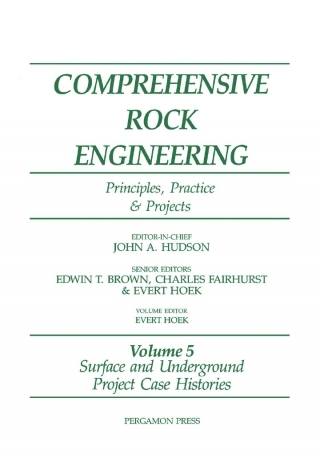 COMPREHENSIVE
ROCK
ENGINEERING
Principles, Practice
& Projects
EDITOR-IN-CHIEF
JOHN A. HUDSON
SENIOR EDITORS
EDWIN T. BROWN, CHARLES FAIRHURST
& EVERT HOEK
VOLUME EDITOR
EVERT HOEK
Volume 5
Surface and Underground
Project Case Histories
PERGAMON PRESS